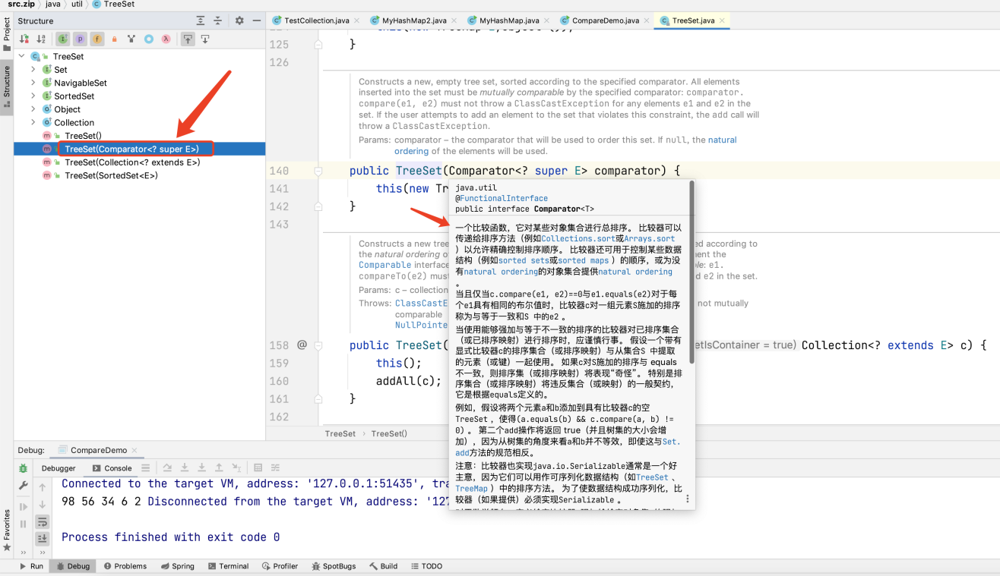 src.zip › java › util › TreeSet
Project
Structure
Favorites
Structure
TestCollection.java
MyHashMap2.java
MyHashMap.java
CompareDemo.java
TreeSet.java
TreeSet
Set
NavigableSet
SortedSet
Object
Collection
TreeSet()
TreeSet(Comparator<? super E>)
TreeSet(Collection<? extends E>)
TreeSet(SortedSet<E>)
125 }
126
Constructs a new, empty tree set, sorted according to the specified comparator. All elements
inserted into the set must be mutually comparable by the specified comparator: comparator.
compare(e1, e2) must not throw a ClassCastException for any elements e1 and e2 in the
set. If the user attempts to add an element to the set that violates this constraint, the add call will
throw a ClassCastException.
Params: comparator – the comparator that will be used to order this set. If null, the natural
ordering of the elements will be used.
140 public TreeSet(Comparator<? super E> comparator) {
141 this(new Tr
142 }
143
Constructs a new tree
ed according to
the natural ordering
ment the
Comparable interfac
e1.
compareTo(e2) mus
d e2 in the set.
Params: c – collection
Throws: ClassCastE
not mutually
comparable
NullPointe
158 @ public TreeSet(
etIsContainer = true) Collection<? extends E> c) {
159 this();
160 addAll(c);
161 }
162
java.util
@FunctionalInterface
public interface Comparator<T>
一个比较函数，它对某些对象集合进行总排序。 比较器可以
传递给排序方法（例如Collections.sort或Arrays.sort
）以允许精确控制排序顺序。 比较器还可用于控制某些数据
结构（例如sorted sets或sorted maps ）的顺序，或为没
有natural ordering的对象集合提供natural ordering
。
当且仅当c.compare(e1, e2)==0与e1.equals(e2)对于每
个e1具有相同的布尔值时，比较器c对一组元素S施加的排序
称为与等于一致和S 中的e2 。
当使用能够强加与等于不一致的排序的比较器对已排序集合
（或已排序映射）进行排序时，应谨慎行事。 假设一个带有
显式比较器c的排序集合（或排序映射）与从集合S 中提取
的元素（或键）一起使用。 如果c对S施加的排序与 equals
不一致，则排序集（或排序映射）将表现“奇怪”。 特别是排
序集合（或排序映射）将违反集合（或映射）的一般契约，
它是根据equals定义的。
例如，假设将两个元素a和b添加到具有比较器c的空
TreeSet ，使得(a.equals(b) && c.compare(a, b) !=
0) 。 第二个add操作将返回 true（并且树集的大小会增
加），因为从树集的角度来看a和b并不等效，即使这与Set.
add方法的规范相反。
注意：比较器也实现java.io.Serializable通常是一个好
主意，因为它们可以用作可序列化数据结构（如TreeSet 、
TreeMap ）中的排序方法。 为了使数据结构成功序列化，比
较器（如果提供）必须实现Serializable 。
TreeSet › TreeSet()
Debug: CompareDemo
Debugger Console
Connected to the target VM, address: '127.0.0.1:51435', tra
98 56 34 6 2 Disconnected from the target VM, address: '127
Process finished with exit code 0
Run Debug Problems Spring Terminal Profiler SpotBugs Build TODO